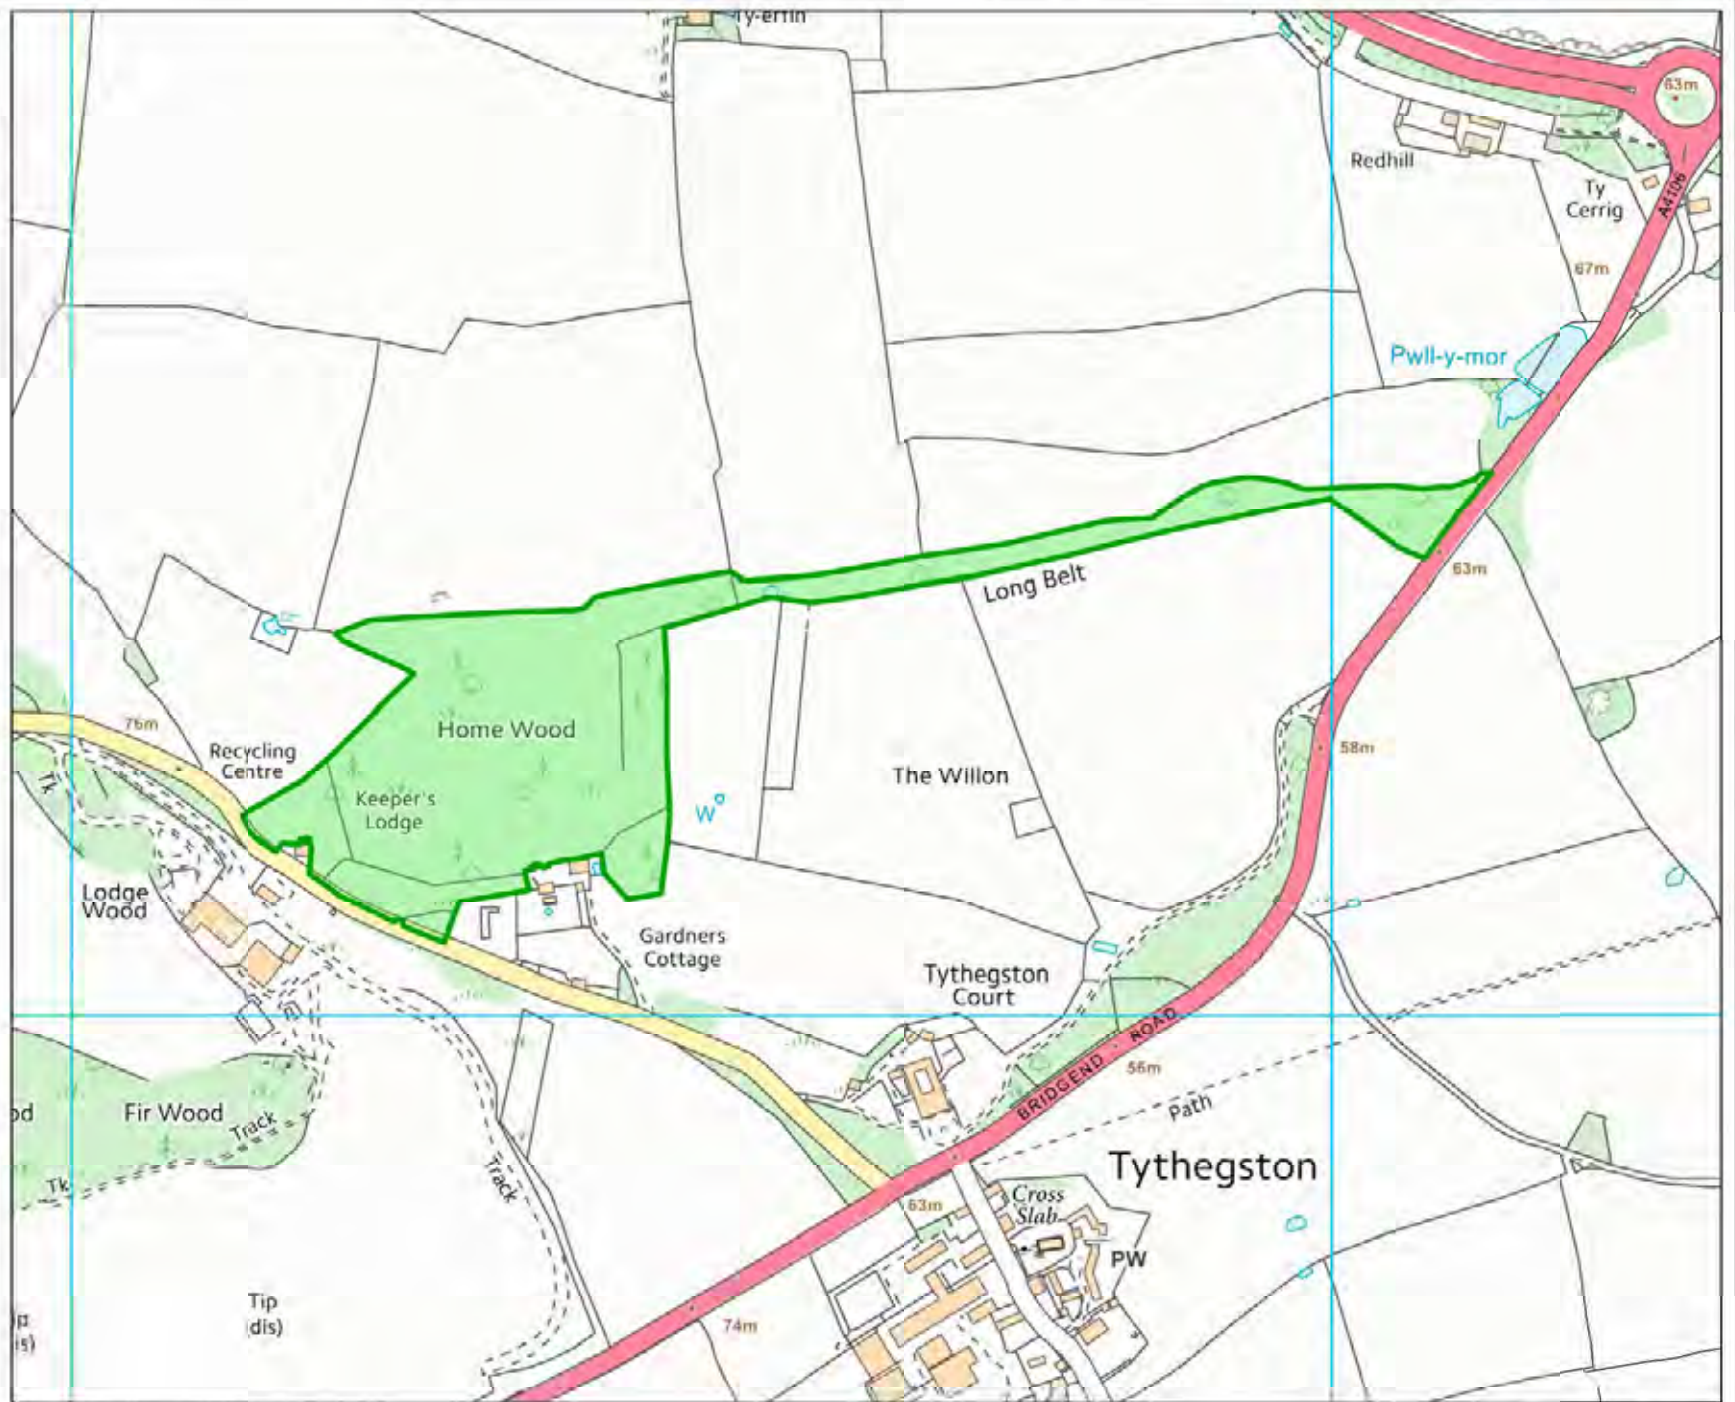 Ty-erfin
63m
Redhill
A4106
Ty
Cerrig
67m
Pwll-y-mor
Long Belt
63m
76m
Home Wood
Recycling
Centre
58m
Tk
Keeper's
Lodge
The Willon
W
Lodge
Wood
Gardners
Cottage
Tythegston
Court
BRIDGEND ROAD
56m
Fir Wood
Track
Path
Tk
Track
Tythegston
63m
Cross
Slab
PW
Tip
(dis)
74m